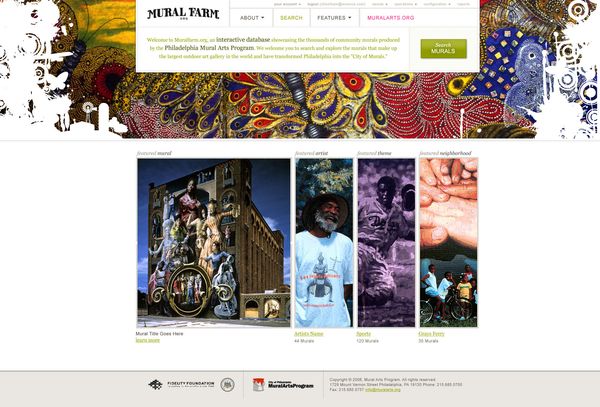 MURAL FARM
.ORG
your account
logout
ABOUT
SEARCH
FEATURES
MURALARTS.ORG
Welcome to Muralfarm.org, an interactive database showcasing the thousands of community murals produced
by the Philadelphia Mural Arts Program. We welcome you to search and explore the murals that make up
the largest outdoor art gallery in the world and have transformed Philadelphia into the "City of Murals."
Search
MURALS
featured mural
featured artist
featured theme
featured neighborhood
Mural Title Goes Here
learn more
Artist's Name
44 Murals
Sports
120 Murals
Grays Ferry
35 Murals
FIDELITY FOUNDATION
City of Philadelphia
MuralArtsProgram
Copyright © 2008, Mural Arts Program. All rights reserved.
1729 Mount Vernon Street Philadelphia, PA 19130 Phone: 215.685.0750
Fax: 215.685.0757 info@muralarts.org